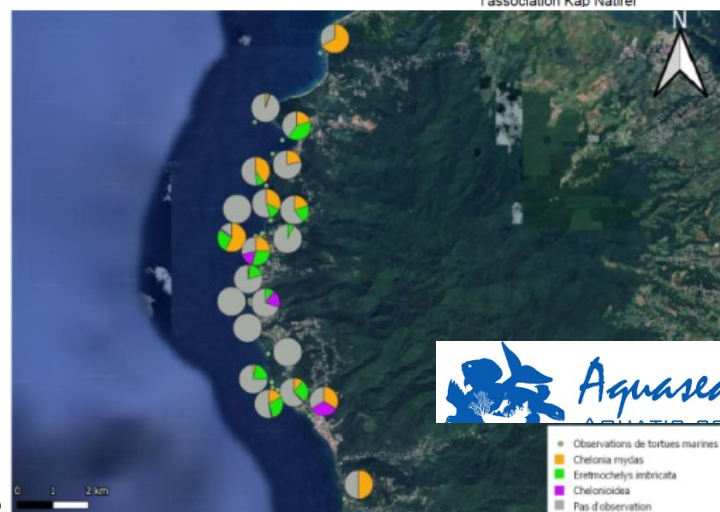 l'association Kap Natirel
N
Aquasea
AQUATIC
Observations de tortues marines
Chelonia mydas
Eretmochelys imbricata
Chelonioidea
Pas d'observation
0 1 2 km